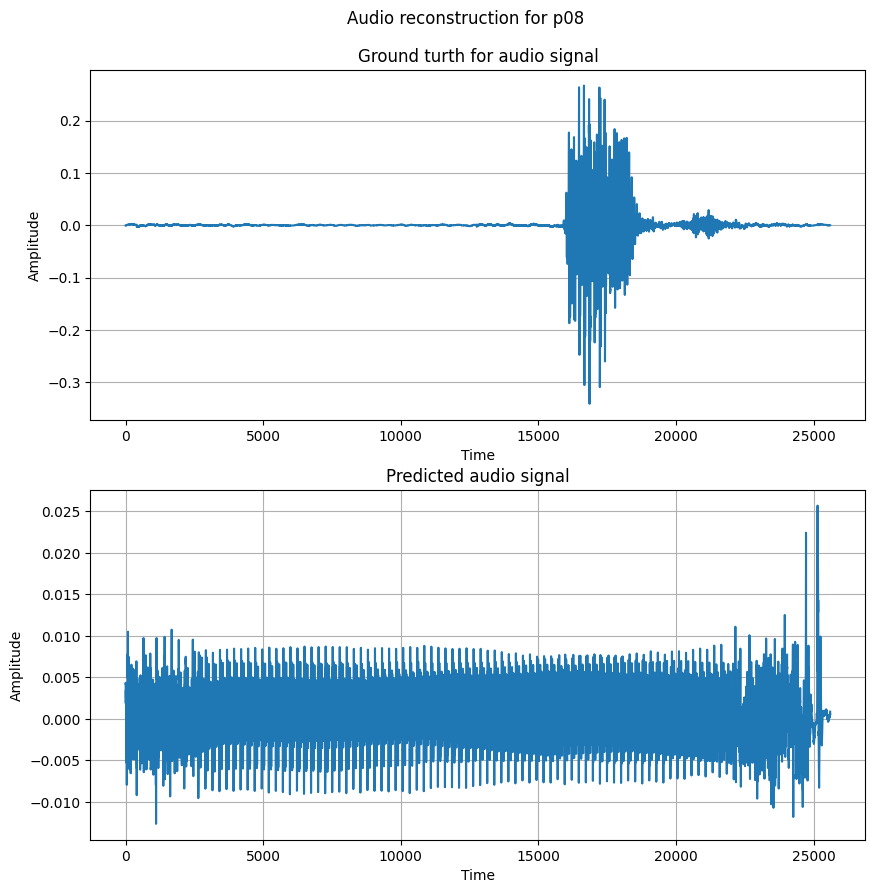 Audio reconstruction for p08
Ground turth for audio signal
0.2
0.1
0.0
−0.1
−0.2
−0.3
Amplitude
0 5000 10000 15000 20000 25000
Time
Predicted audio signal
0.025
0.020
0.015
0.010
0.005
0.000
−0.005
−0.010
Amplitude
0 5000 10000 15000 20000 25000
Time